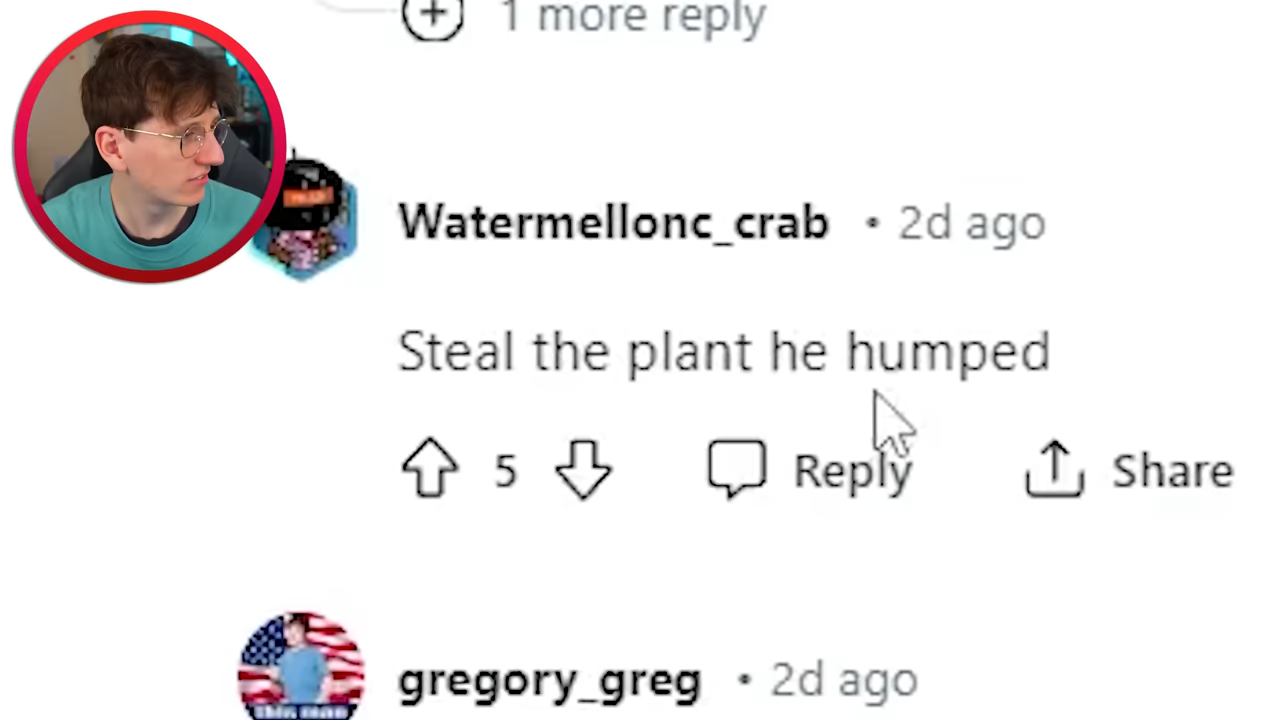 1 more reply
Watermellonc_crab • 2d ago
Steal the plant he humped
5 Reply Share
gregory_greg • 2d ago